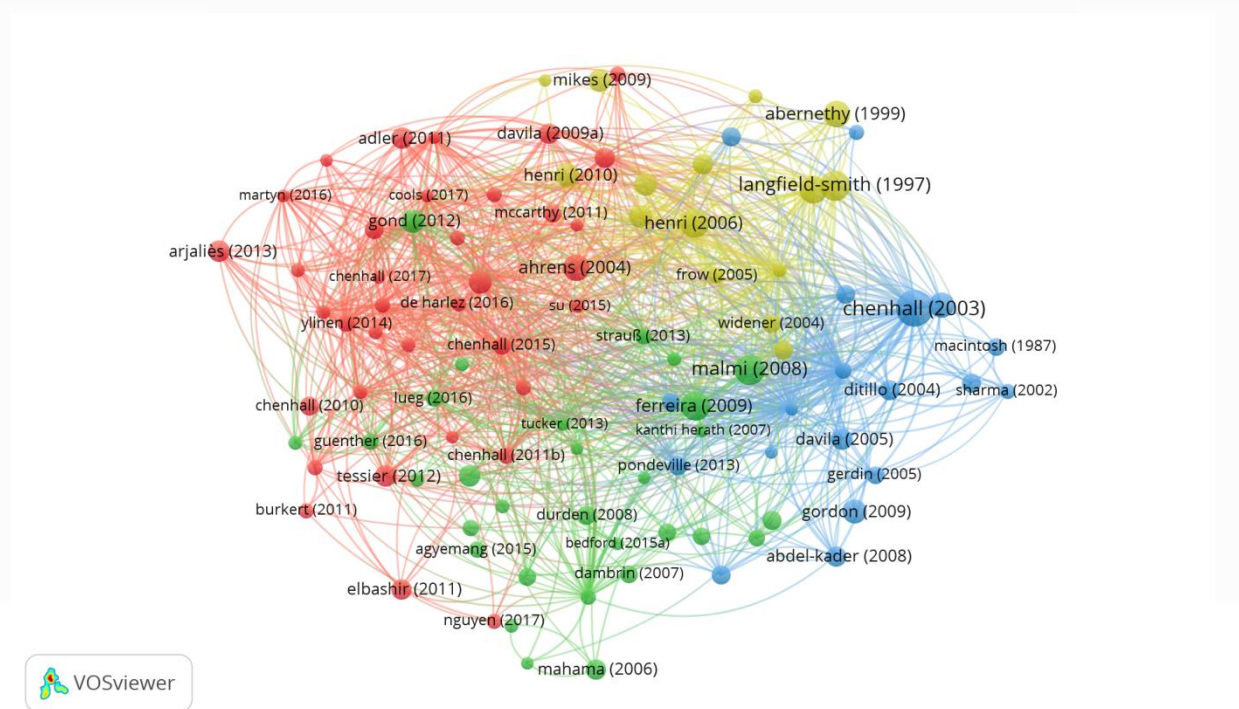 mikes (2009)
abernethy (1999)
davila (2009a)
adler (2011)
henri (2010)
langfield-smith (1997)
martyn (2016)
cools (2017)
mccarthy (2011)
gond (2012)
henri (2006)
arjaliès (2013)
ahrens (2004)
chenhall (2017)
frow (2005)
de harlez (2016)
su (2015)
chenhall (2003)
ylinen (2014)
widener (2004)
strauß (2013)
chenhall (2015)
macintosh (1987)
malmi (2008)
ditillo (2004)
sharma (2002)
lueg (2016)
chenhall (2010)
ferreira (2009)
tucker (2013)
kanthi herath (2007)
guenther (2016)
davila (2005)
chenhall (2011b)
pondeville (2013)
tessier (2012)
gerdin (2005)
burkert (2011)
gordon (2009)
durden (2008)
bedford (2015a)
agyemang (2015)
abdel-kader (2008)
dambrin (2007)
elbashir (2011)
nguyen (2017)
mahama (2006)
VOSviewer